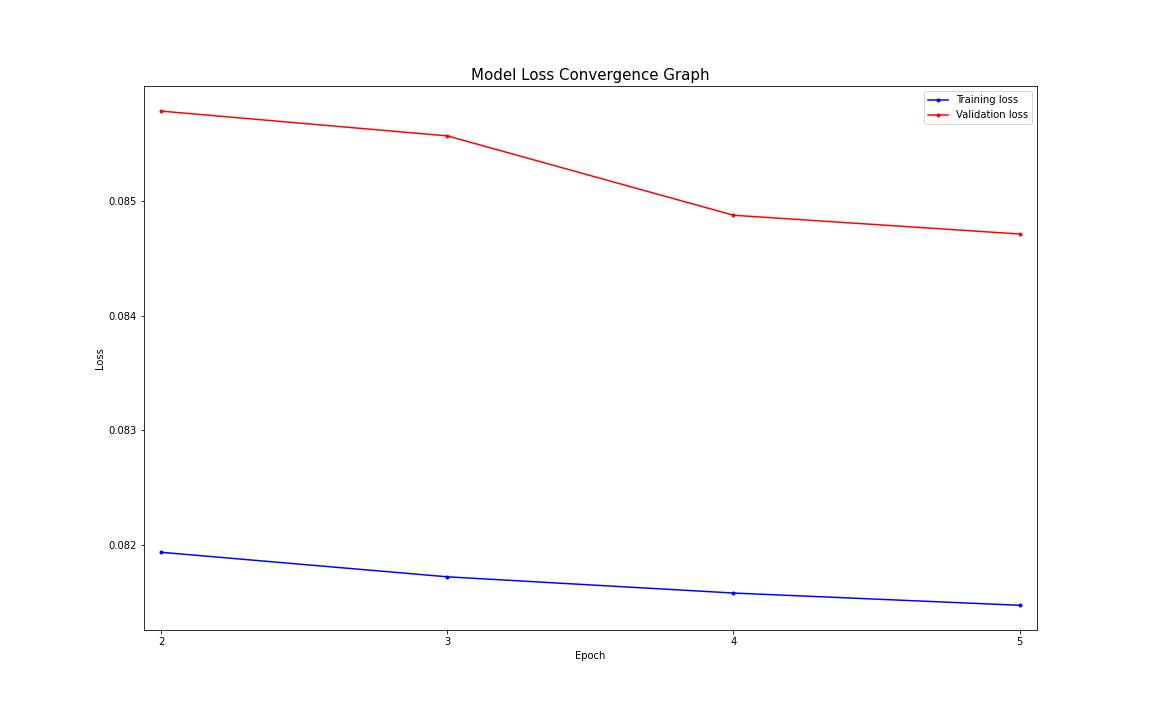 Model Loss Convergence Graph
Training loss
Validation loss
0.085
0.084
0.083
0.082
Loss
2 3 4 5
Epoch